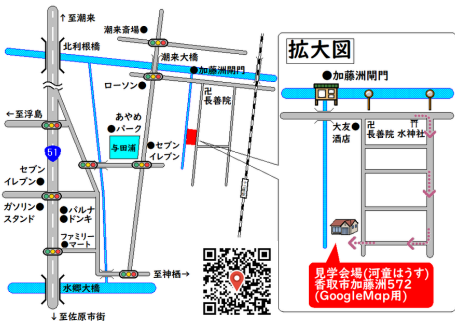 ↑至潮来
潮来斎場●
北利根橋
潮来大橋
●加藤洲閘門
ローソン●
卍
長善院
←至浮島
あやめ
●パーク
与田浦
●セブン
イレブン
51
セブン
イレブン●
ガソリン●
スタンド
●パルナ
●ドンキ
ファミリー
●マート
→至神栖→
水郷大橋
↓至佐原市街
拡大図
●加藤洲閘門
大友●
酒店
卍
長善院
水神社
見学会場(河童はうす)
香取市加藤洲572
(GoogleMap用)